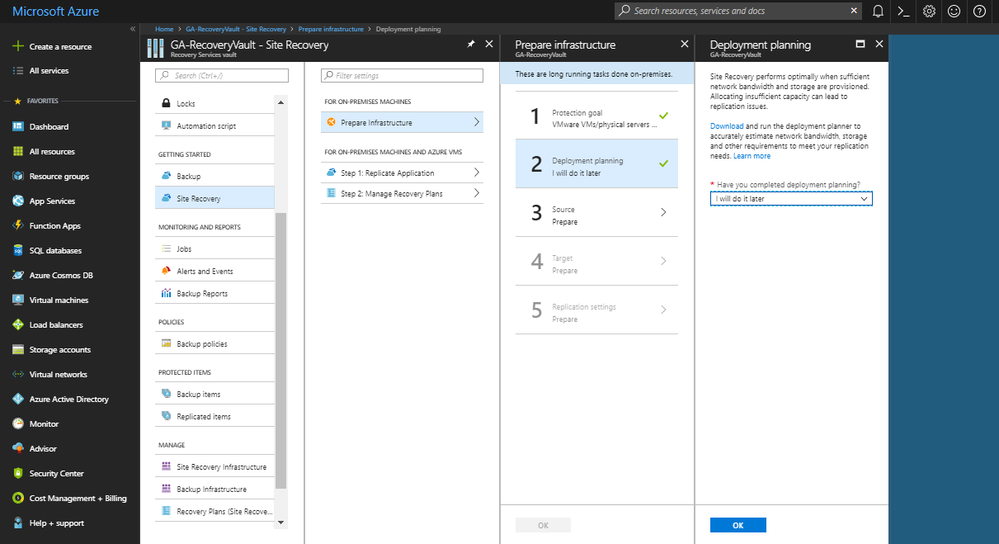 Microsoft Azure
Search resources, services and docs
Create a resource
All services
FAVORITES
Dashboard
All resources
Resource groups
App Services
Function Apps
SQL databases
Azure Cosmos DB
Virtual machines
Load balancers
Storage accounts
Virtual networks
Azure Active Directory
Monitor
Advisor
Security Center
Cost Management + Billing
Help + support
Home > GA-RecoveryVault - Site Recovery > Prepare infrastructure > Deployment planning
GA-RecoveryVault - Site Recovery
Recovery Services vault
Search (Ctrl+/)
Locks
Automation script
GETTING STARTED
Backup
Site Recovery
MONITORING AND REPORTS
Jobs
Alerts and Events
Backup Reports
POLICIES
Backup policies
PROTECTED ITEMS
Backup items
Replicated items
MANAGE
Site Recovery Infrastructure
Backup Infrastructure
Recovery Plans (Site Recove...
Filter settings
FOR ON-PREMISES MACHINES
Prepare Infrastructure
FOR ON-PREMISES MACHINES AND AZURE VMS
Step 1: Replicate Application
Step 2: Manage Recovery Plans
Prepare infrastructure
GA-RecoveryVault
These are long running tasks done on-premises.
1
Protection goal
VMware VMs/physical servers ...
2
Deployment planning
I will do it later
3
Source
Prepare
4
Target
Prepare
5
Replication settings
Prepare
OK
Deployment planning
GA-RecoveryVault
Site Recovery performs optimally when sufficient
network bandwidth and storage are provisioned.
Allocating insufficient capacity can lead to
replication issues.
Download and run the deployment planner to
accurately estimate network bandwidth, storage
and other requirements to meet your replication
needs. Learn more
* Have you completed deployment planning?
I will do it later
OK